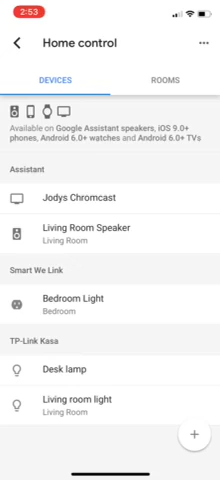 2:53
Home control
DEVICES
ROOMS
Available on Google Assistant speakers, iOS 9.0+
phones, Android 6.0+ watches and Android 6.0+ TVs
Assistant
Jodys Chromcast
Living Room Speaker
Living Room
Smart We Link
Bedroom Light
Bedroom
TP-Link Kasa
Desk lamp
Living room light
Living Room